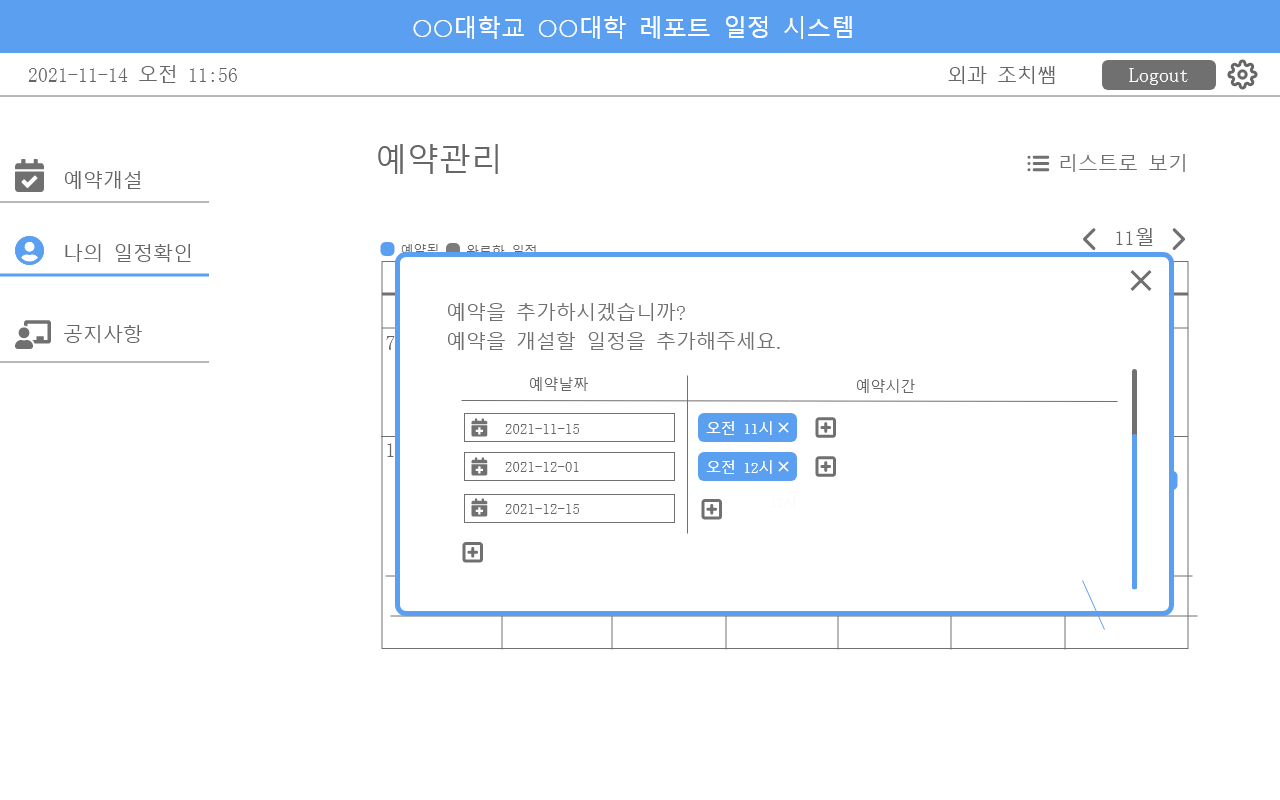 ○○대학교 ○○대학 레포트 일정 시스템
2021-11-14 오전 11:56
외과 조치쌤
Logout
예약관리
리스트로 보기
예약개설
나의 일정확인
공지사항
예약됨
완료한 일정
11월
7
1
예약을 추가하시겠습니까?
예약을 개설할 일정을 추가해주세요.
예약날짜
예약시간
2021-11-15
오전 11시
2021-12-01
오전 12시
2021-12-15